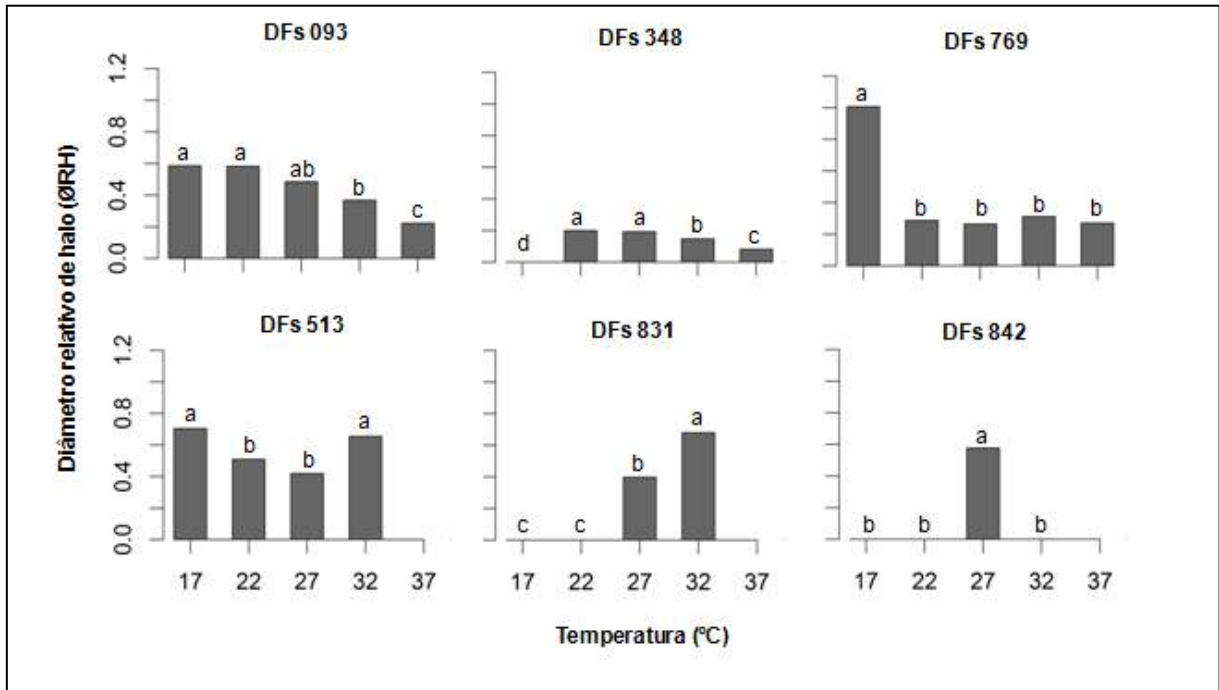 DFs 093
DFs 348
DFs 769
1.2
0.8
0.4
0.0
a
a
ab
b
c
d
a
a
b
c
a
b
b
b
b
Diâmetro relativo de halo (ØRH)
DFs 513
DFs 831
DFs 842
1.2
0.8
0.4
0.0
a
b
b
a
c
c
b
a
b
b
a
b
17 22 27 32 37
17 22 27 32 37
17 22 27 32 37
Temperatura (ºC)